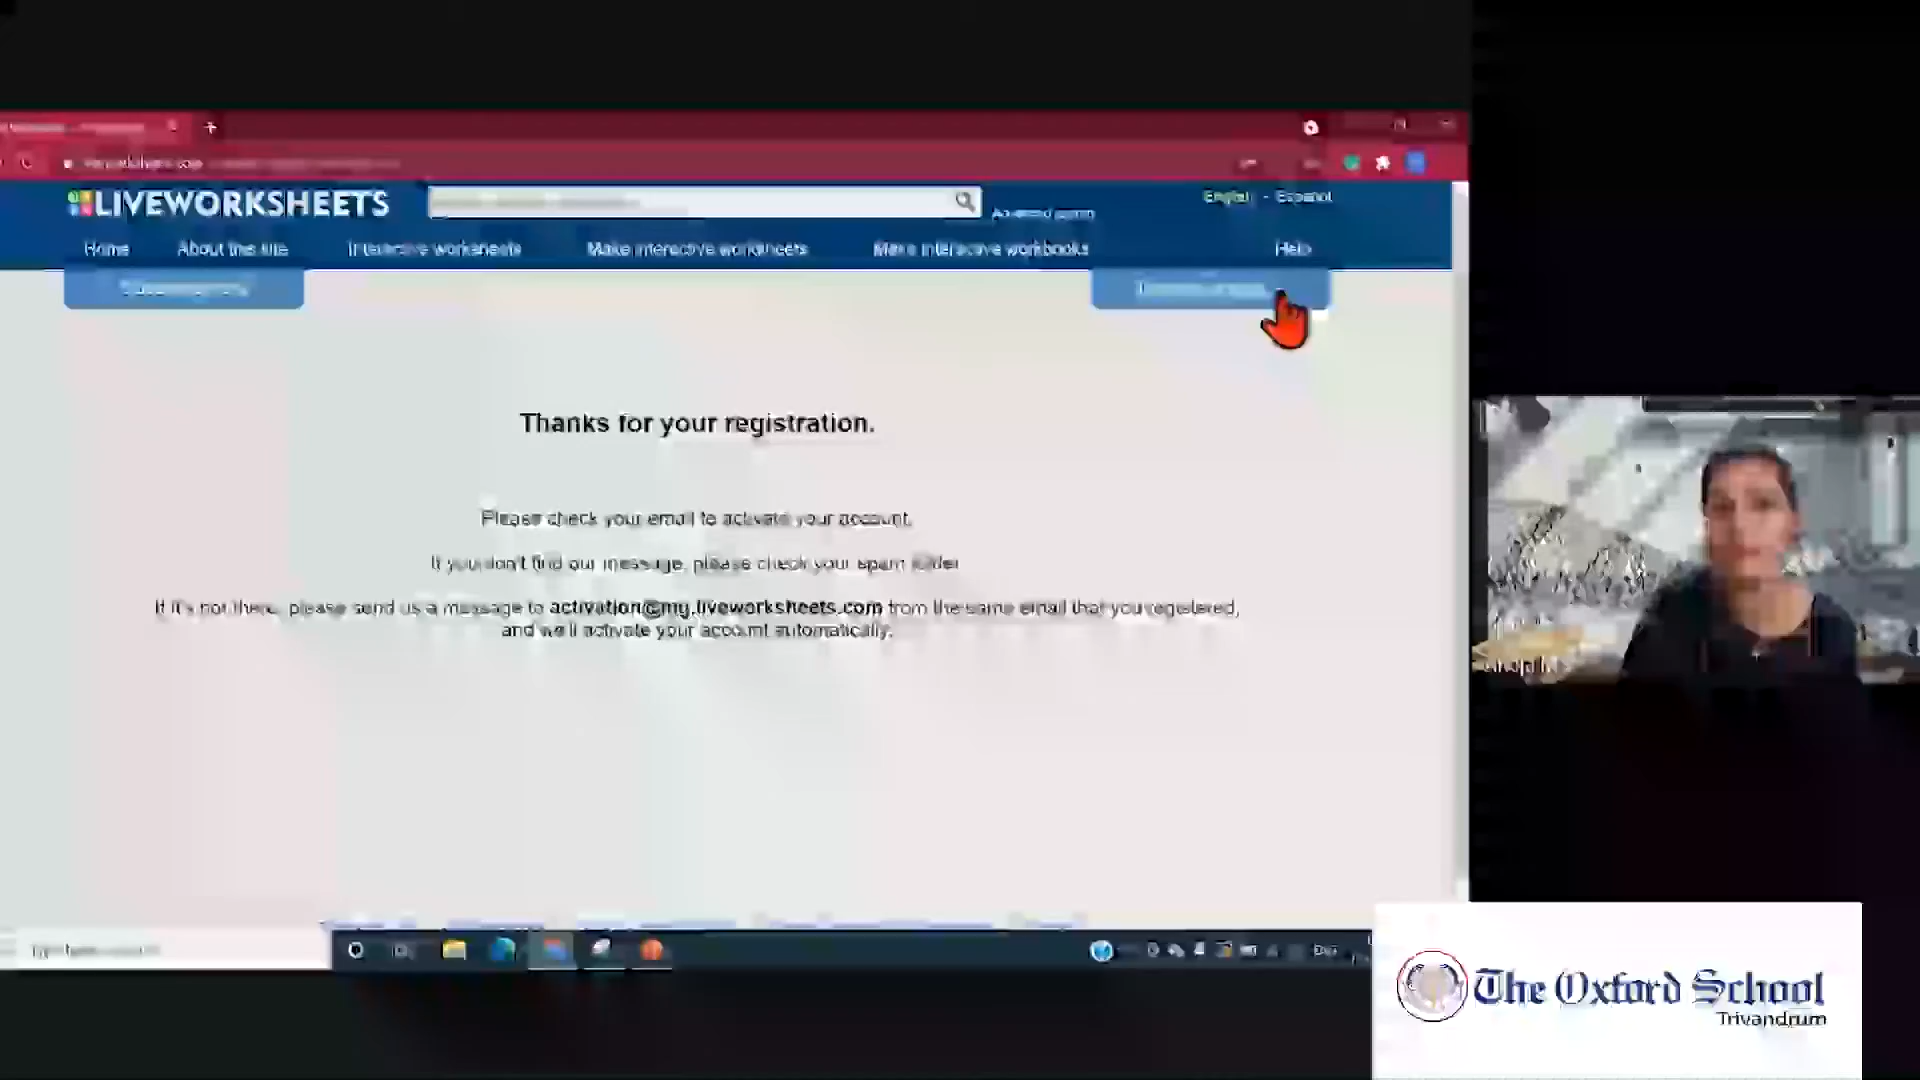 LIVEWORKSHEETS
English - Español
Advanced search
Home About this site Interactive worksheets Make interactive worksheets Make interactive workbooks Help
Thanks for your registration.
Please check your email to activate your account.
If you don't find our message, please check your spam folder
If it's not there, please send us a message to activation@my.liveworksheets.com from the same email that you registered,
and we'll activate your account automatically.
The Oxford School
Trivandrum